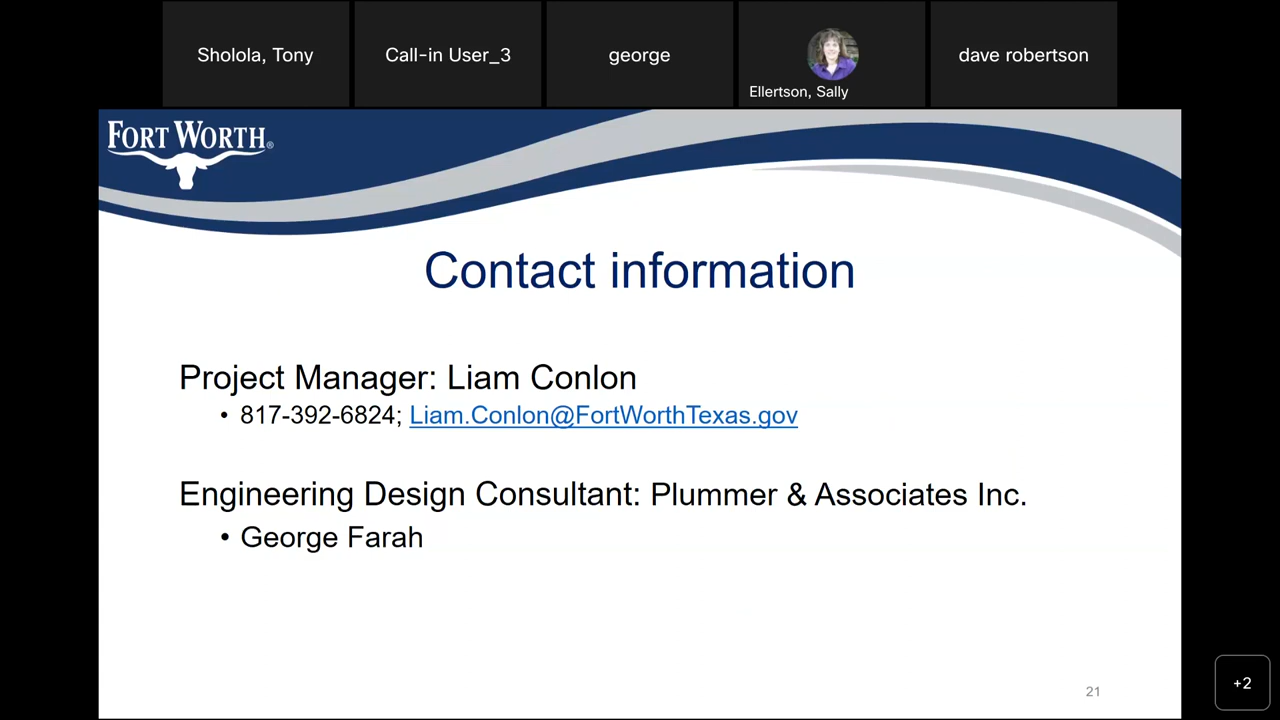 Sholola, Tony
Call-in User_3
george
Ellertson, Sally
dave robertson
FORT WORTH®
Contact information
Project Manager: Liam Conlon
• 817-392-6824; Liam.Conlon@FortWorthTexas.gov
Engineering Design Consultant: Plummer & Associates Inc.
• George Farah
21
+2